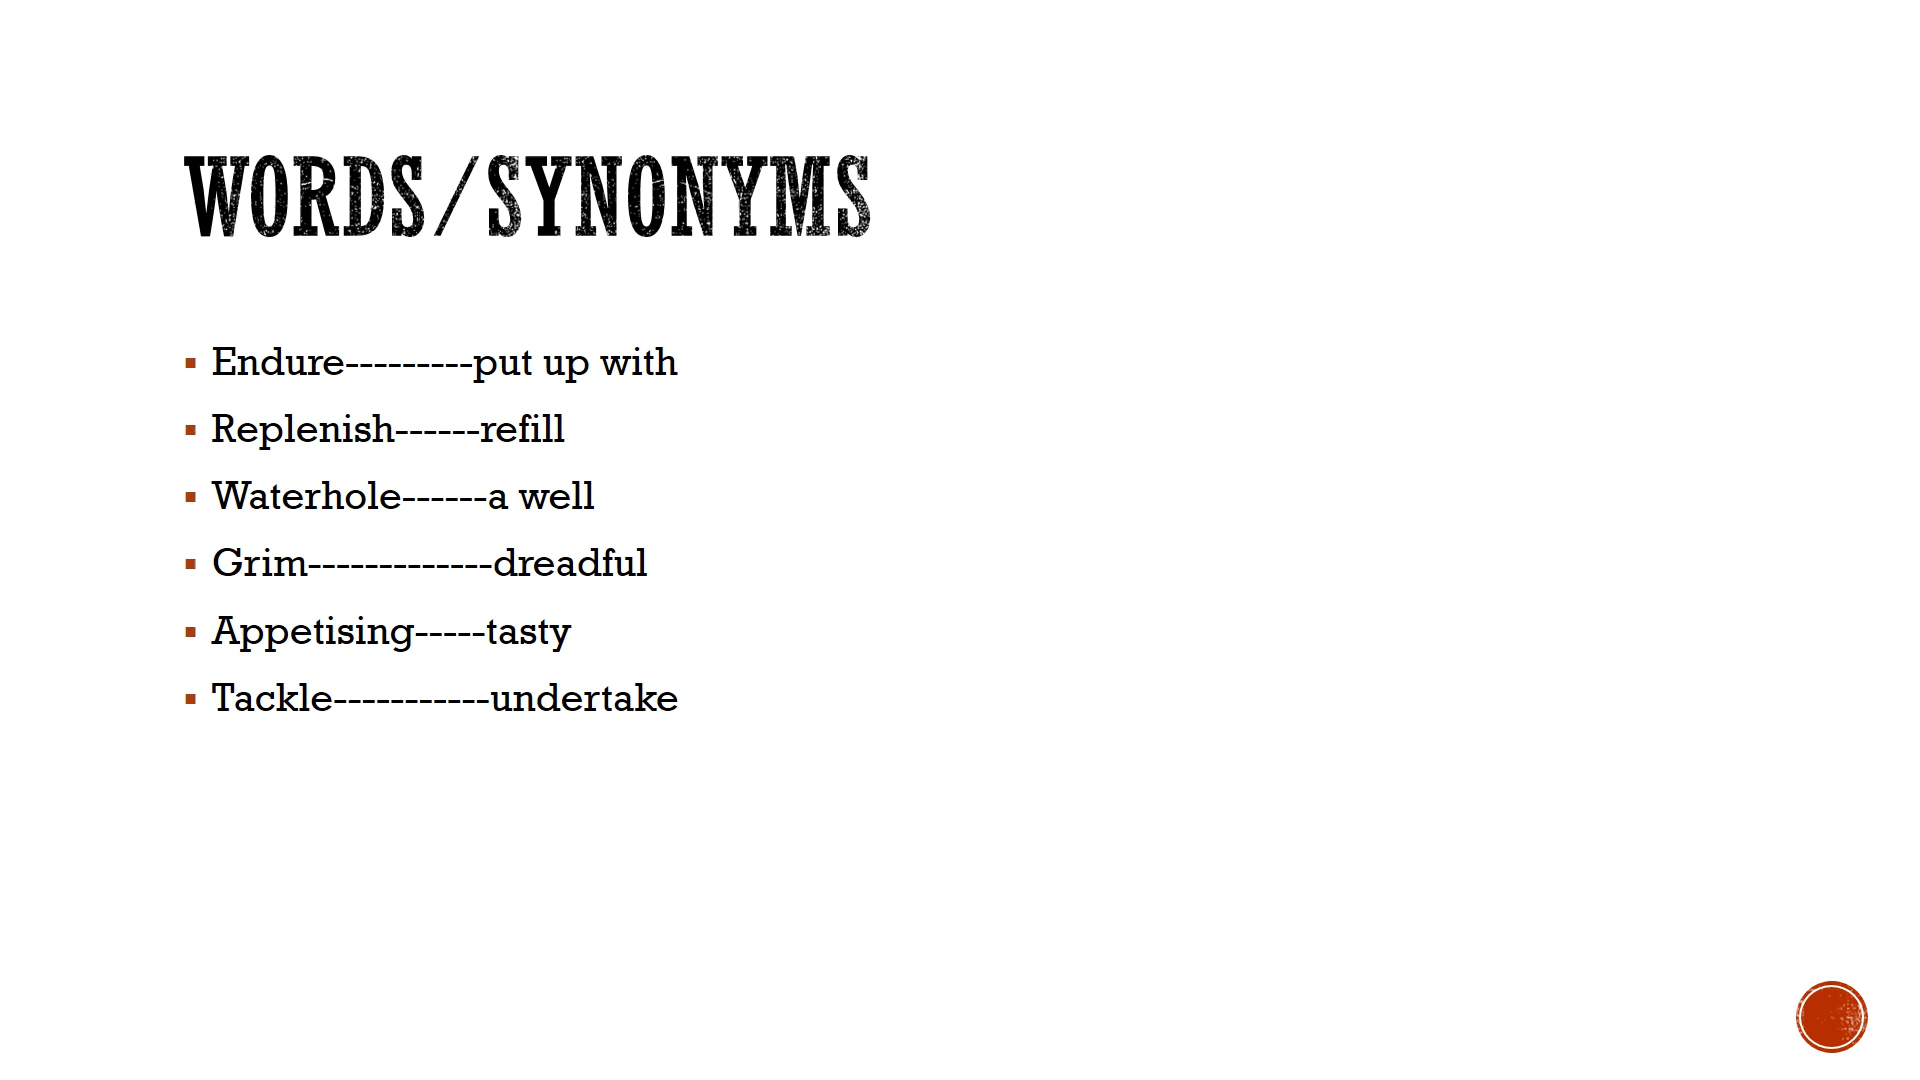 WORDS/SYNONYMS
▪ Endure---------put up with
▪ Replenish------refill
▪ Waterhole------a well
▪ Grim-------------dreadful
▪ Appetising-----tasty
▪ Tackle-----------undertake